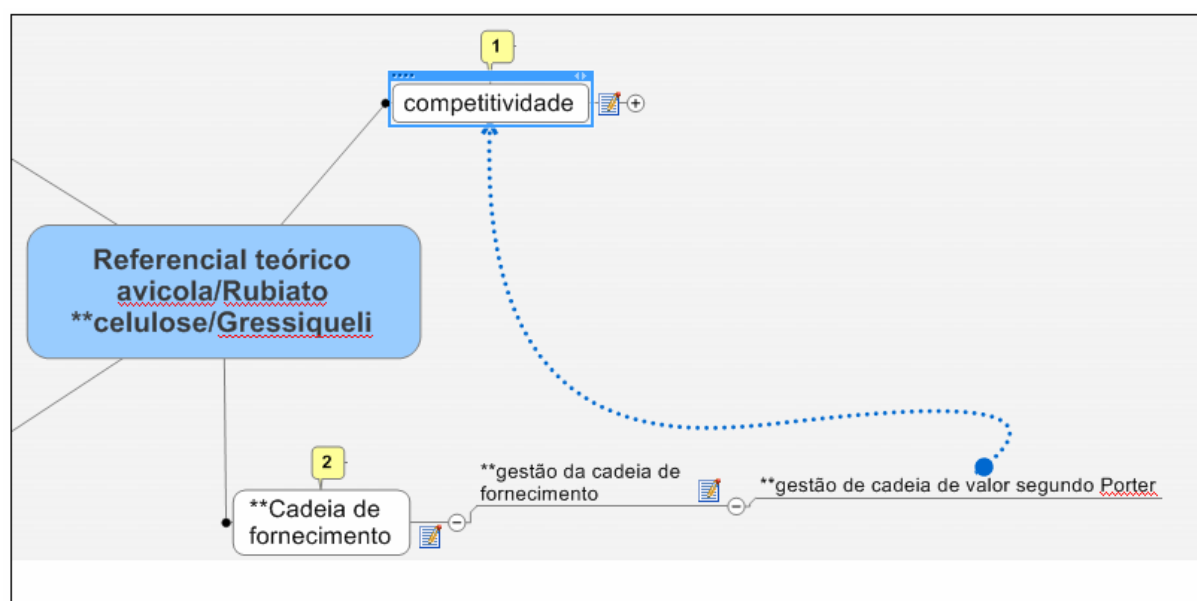 1
competitividade
Referencial teórico
avicola/Rubiato
**celulose/Gressiqueli
2
**Cadeia de
fornecimento
**gestão da cadeia de
fornecimento
**gestão de cadeia de valor segundo Porter